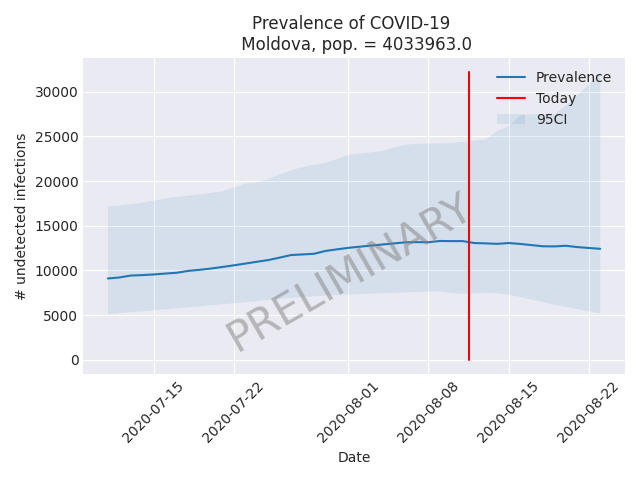 Prevalence of COVID-19
Moldova, pop. = 4033963.0
Prevalence
Today
95CI
# undetected infections
30000
25000
20000
15000
10000
5000
0
PRELIMINARY
2020-07-15
2020-07-22
2020-08-01
2020-08-08
2020-08-15
2020-08-22
Date